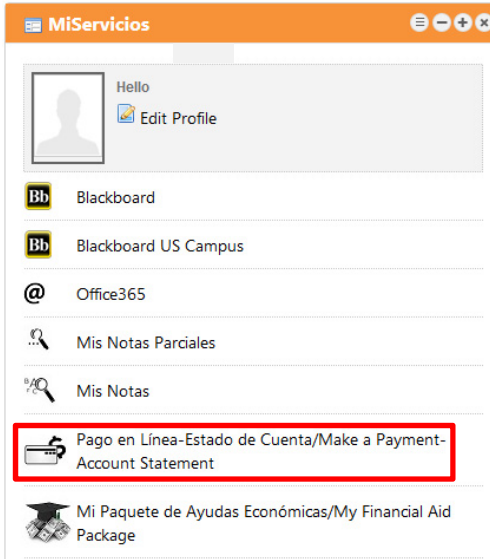 MiServicios
Hello
Edit Profile
Bb Blackboard
Bb Blackboard US Campus
@ Office365
Mis Notas Parciales
Mis Notas
Pago en Línea-Estado de Cuenta/Make a Payment-
Account Statement
Mi Paquete de Ayudas Económicas/My Financial Aid
Package